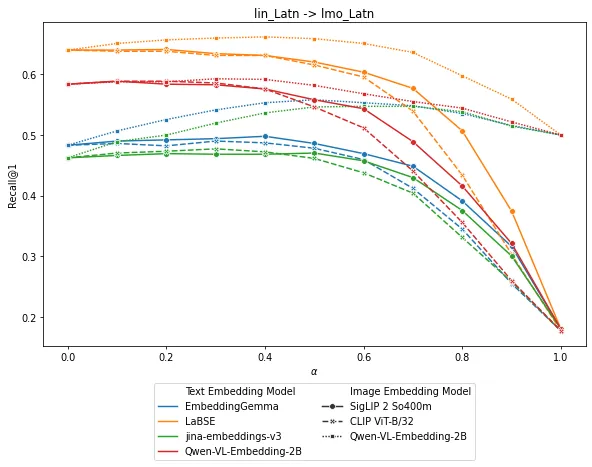 lin_Latn -> lmo_Latn
Recall@1
0.6
0.5
0.4
0.3
0.2
0.0 0.2 0.4 0.6 0.8 1.0
α
Text Embedding Model Image Embedding Model
EmbeddingGemma SigLIP 2 So400m
LaBSE CLIP ViT-B/32
jina-embeddings-v3 Qwen-VL-Embedding-2B
Qwen-VL-Embedding-2B